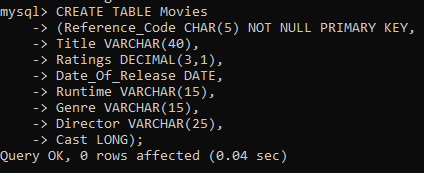 mysql> CREATE TABLE Movies
    -> (Reference_Code CHAR(5) NOT NULL PRIMARY KEY,
    -> Title VARCHAR(40),
    -> Ratings DECIMAL(3,1),
    -> Date_Of_Release DATE,
    -> Runtime VARCHAR(15),
    -> Genre VARCHAR(15),
    -> Director VARCHAR(25),
    -> Cast LONG);
Query OK, 0 rows affected (0.04 sec)